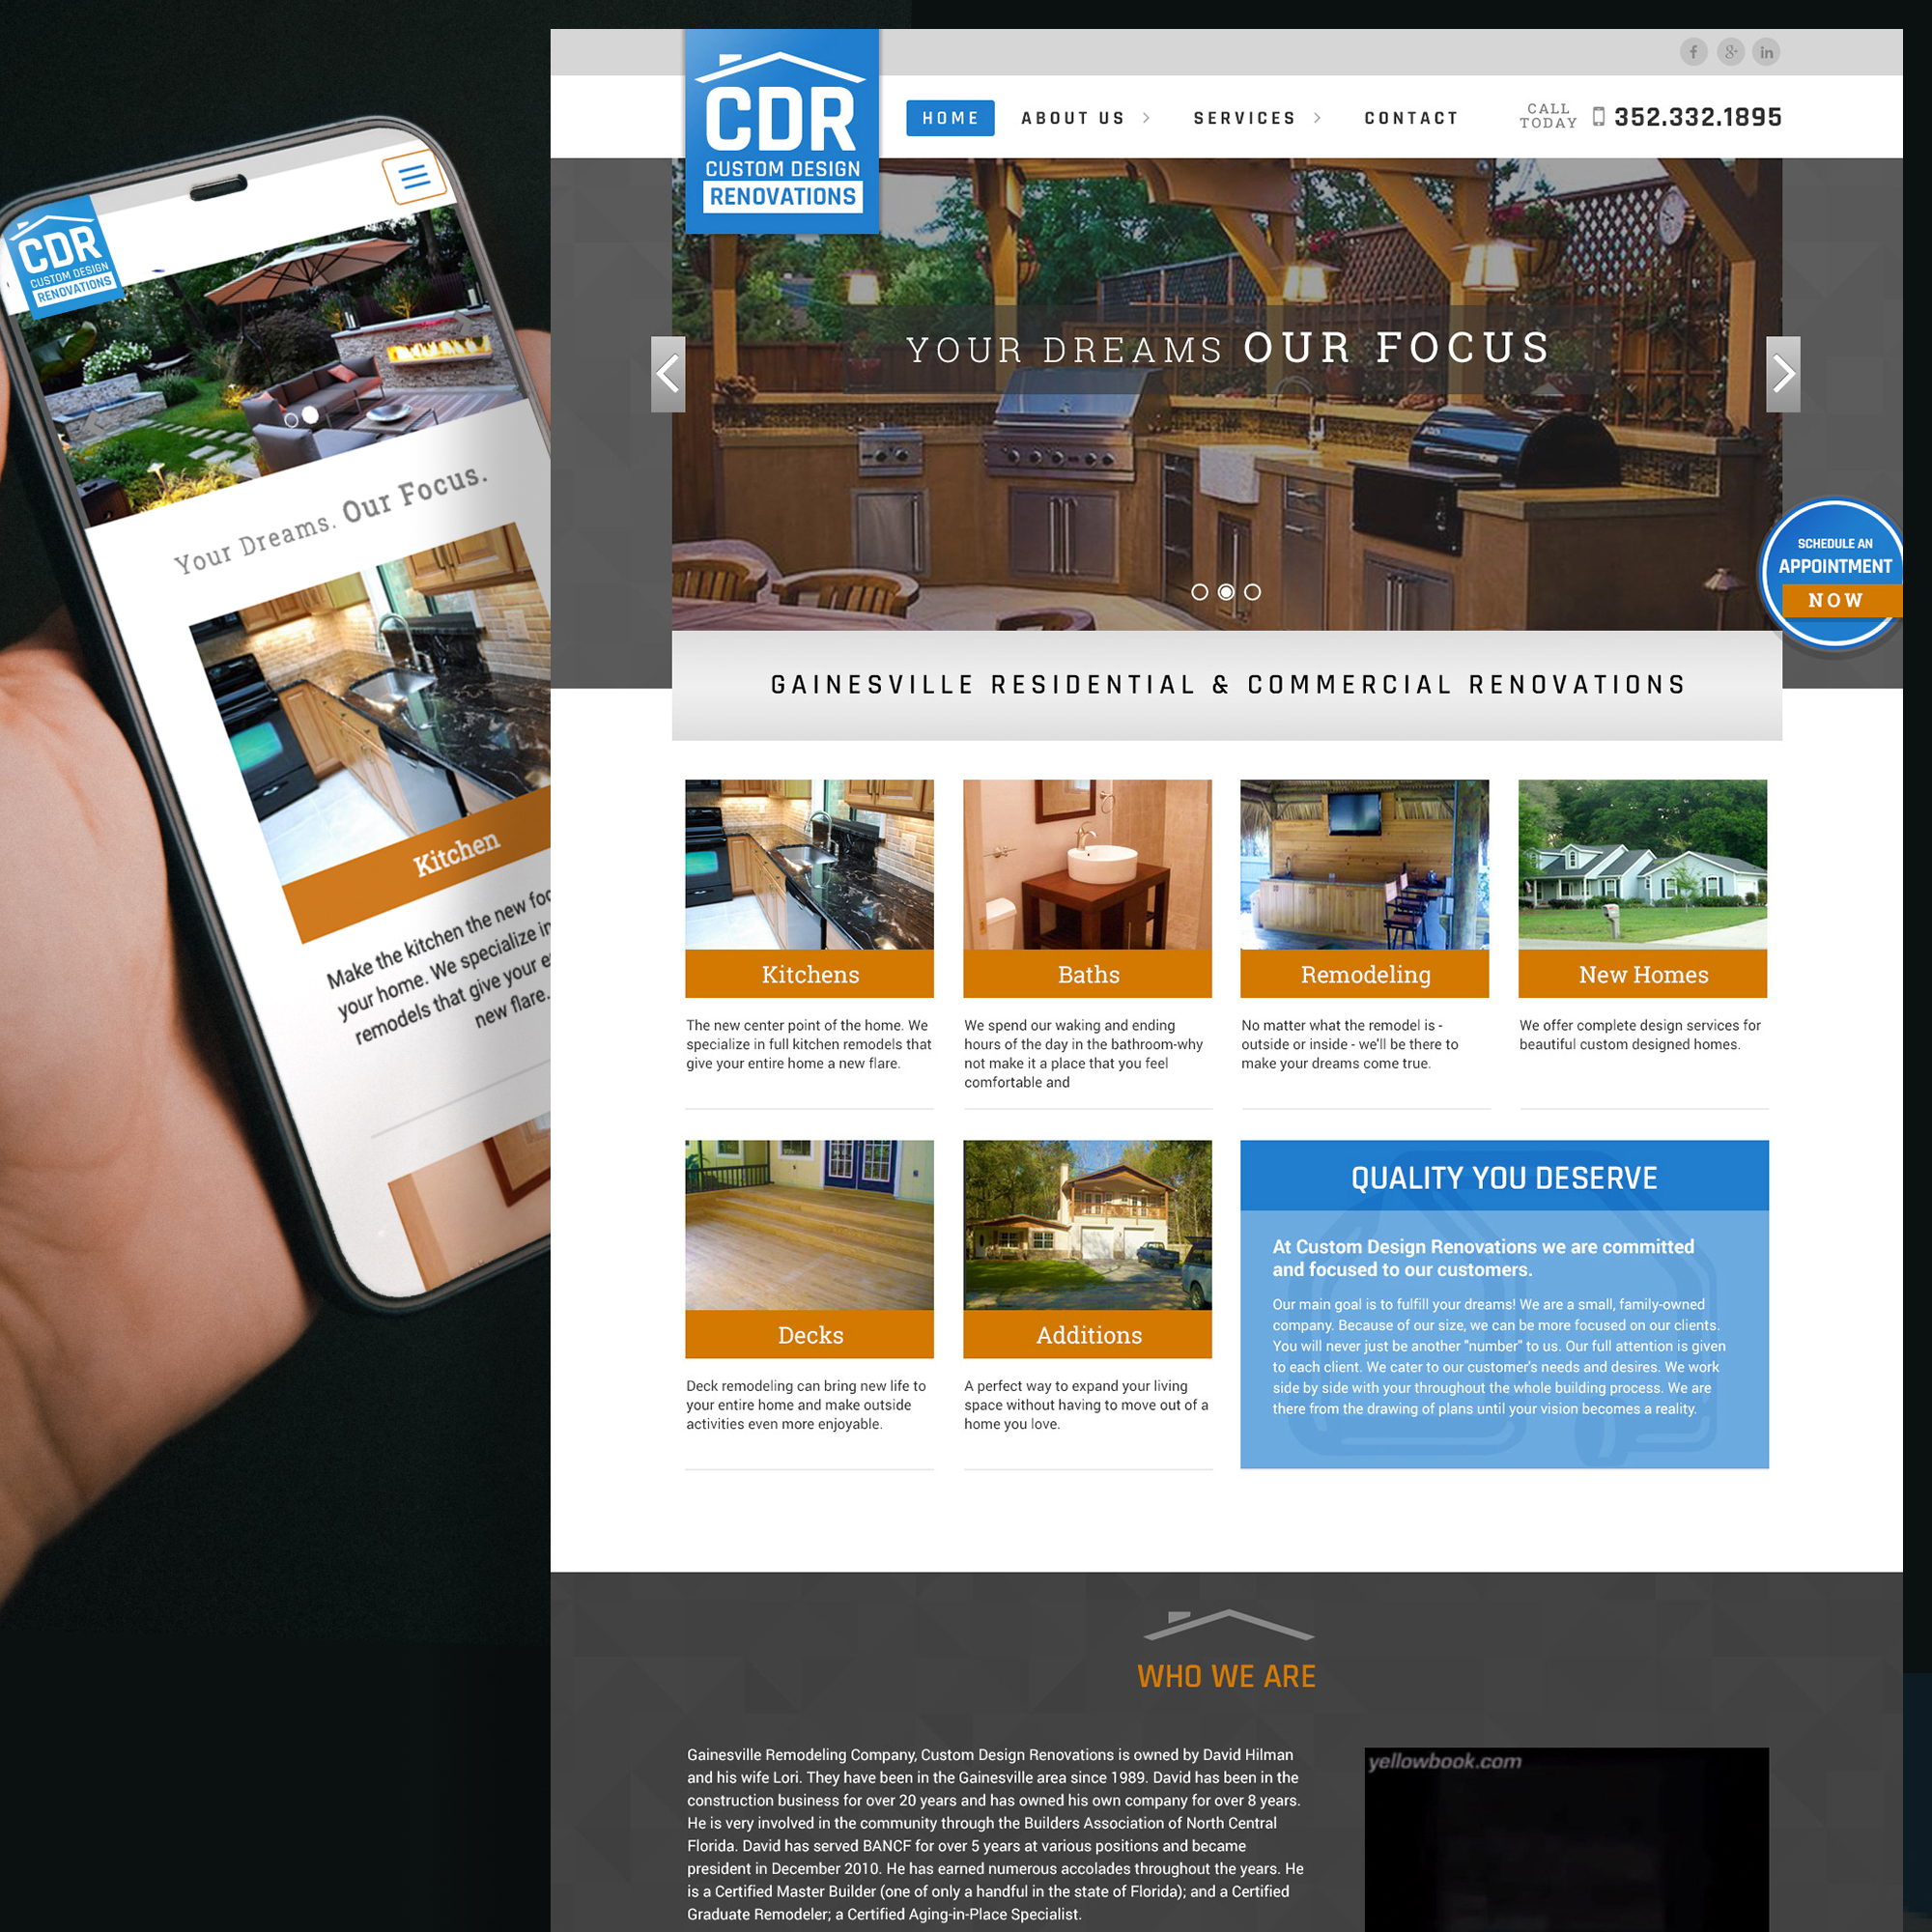 CDR
CUSTOM DESIGN
RENOVATIONS
HOME
ABOUT US
SERVICES
CONTACT
CALL
TODAY
352.332.1895
YOUR DREAMS OUR FOCUS
SCHEDULE AN
APPOINTMENT
NOW
GAINESVILLE RESIDENTIAL & COMMERCIAL RENOVATIONS
Kitchens
The new center point of the home. We
specialize in full kitchen remodels that
give your entire home a new flare.
Baths
We spend our waking and ending
hours of the day in the bathroom-why
not make it a place that you feel
comfortable and
Remodeling
No matter what the remodel is -
outside or inside - we'll be there to
make your dreams come true.
New Homes
We offer complete design services for
beautiful custom designed homes.
Decks
Deck remodeling can bring new life to
your entire home and make outside
activities even more enjoyable.
Additions
A perfect way to expand your living
space without having to move out of a
home you love.
QUALITY YOU DESERVE
At Custom Design Renovations we are committed
and focused to our customers.
Our main goal is to fulfill your dreams! We are a small, family-owned
company. Because of our size, we can be more focused on our clients.
You will never just be another "number" to us. Our full attention is given
to each client. We cater to our customer's needs and desires. We work
side by side with your throughout the whole building process. We are
there from the drawing of plans until your vision becomes a reality.
WHO WE ARE
Gainesville Remodeling Company, Custom Design Renovations is owned by David Hilman
and his wife Lori. They have been in the Gainesville area since 1989. David has been in the
construction business for over 20 years and has owned his own company for over 8 years.
He is very involved in the community through the Builders Association of North Central
Florida. David has served BANCF for over 5 years at various positions and became
president in December 2010. He has earned numerous accolades throughout the years. He
is a Certified Master Builder (one of only a handful in the state of Florida); and a Certified
Graduate Remodeler; a Certified Aging-in-Place Specialist.
yellowbook.com
CDR
CUSTOM DESIGN
RENOVATIONS
Your Dreams. Our Focus.
Kitchen
Make the kitchen the new
your home. We specialize in
remodels that give your
new flare.